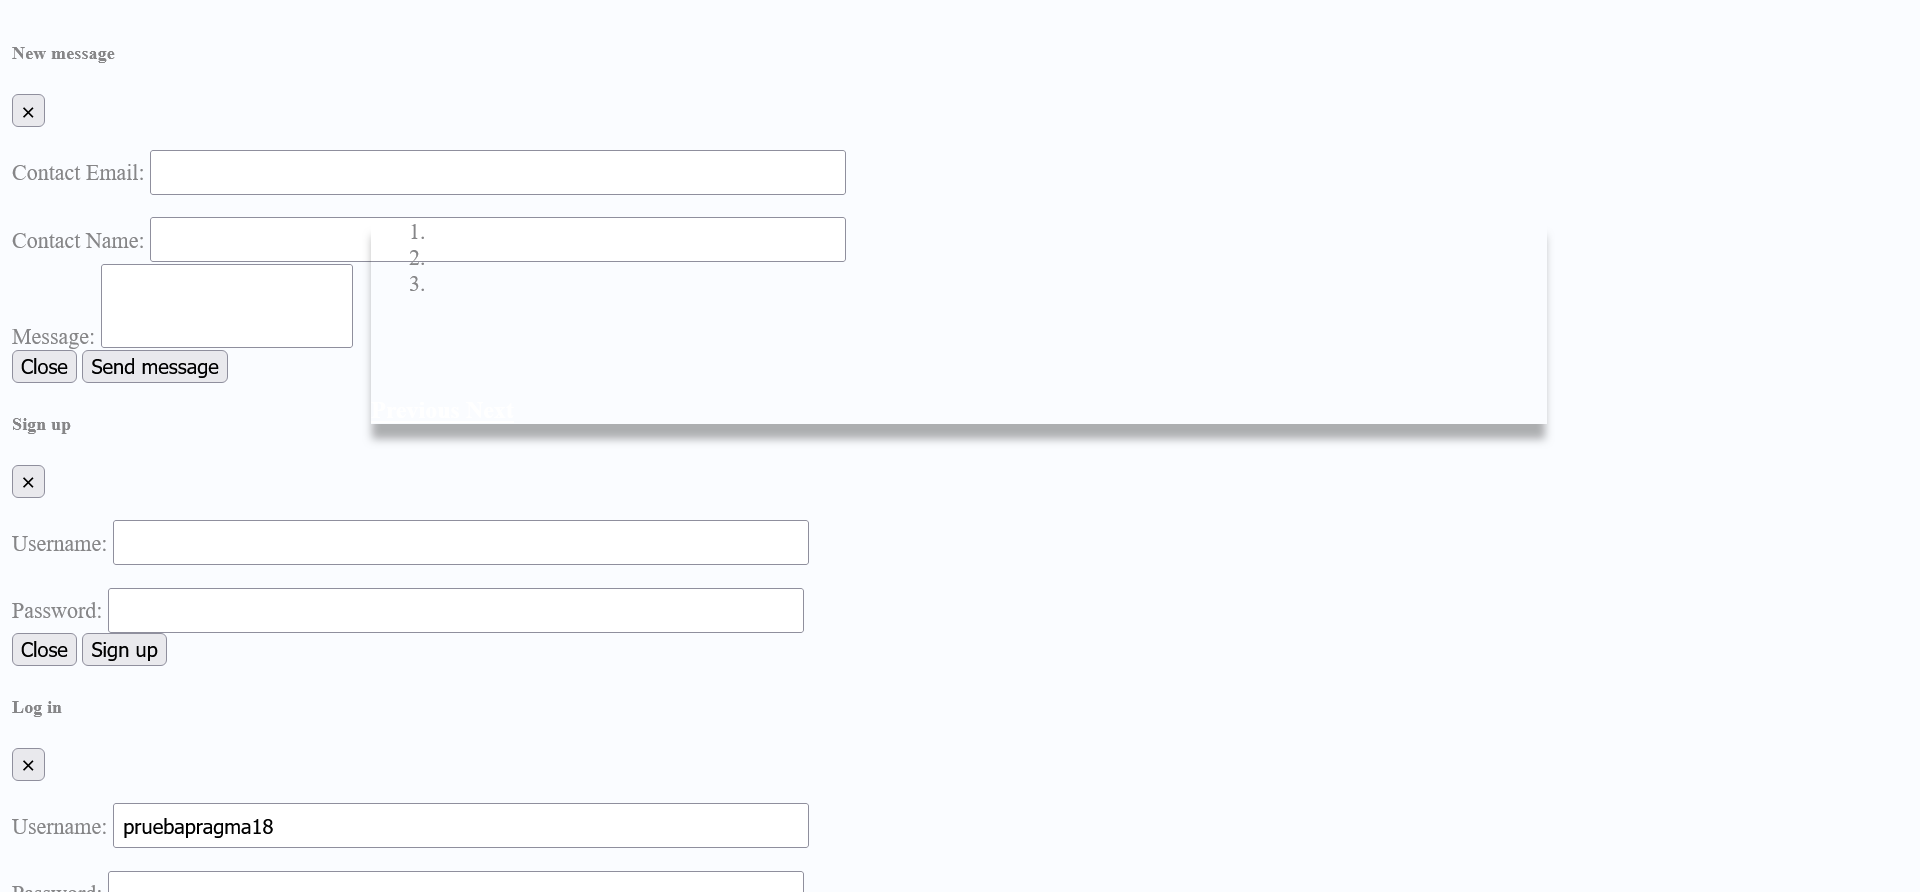 New message
×
Contact Email:
Contact Name:
1.
2.
3.
Message:
Close Send message
Previous Next
Sign up
×
Username:
Password:
Close Sign up
Log in
×
Username: pruebapragma18
Password: